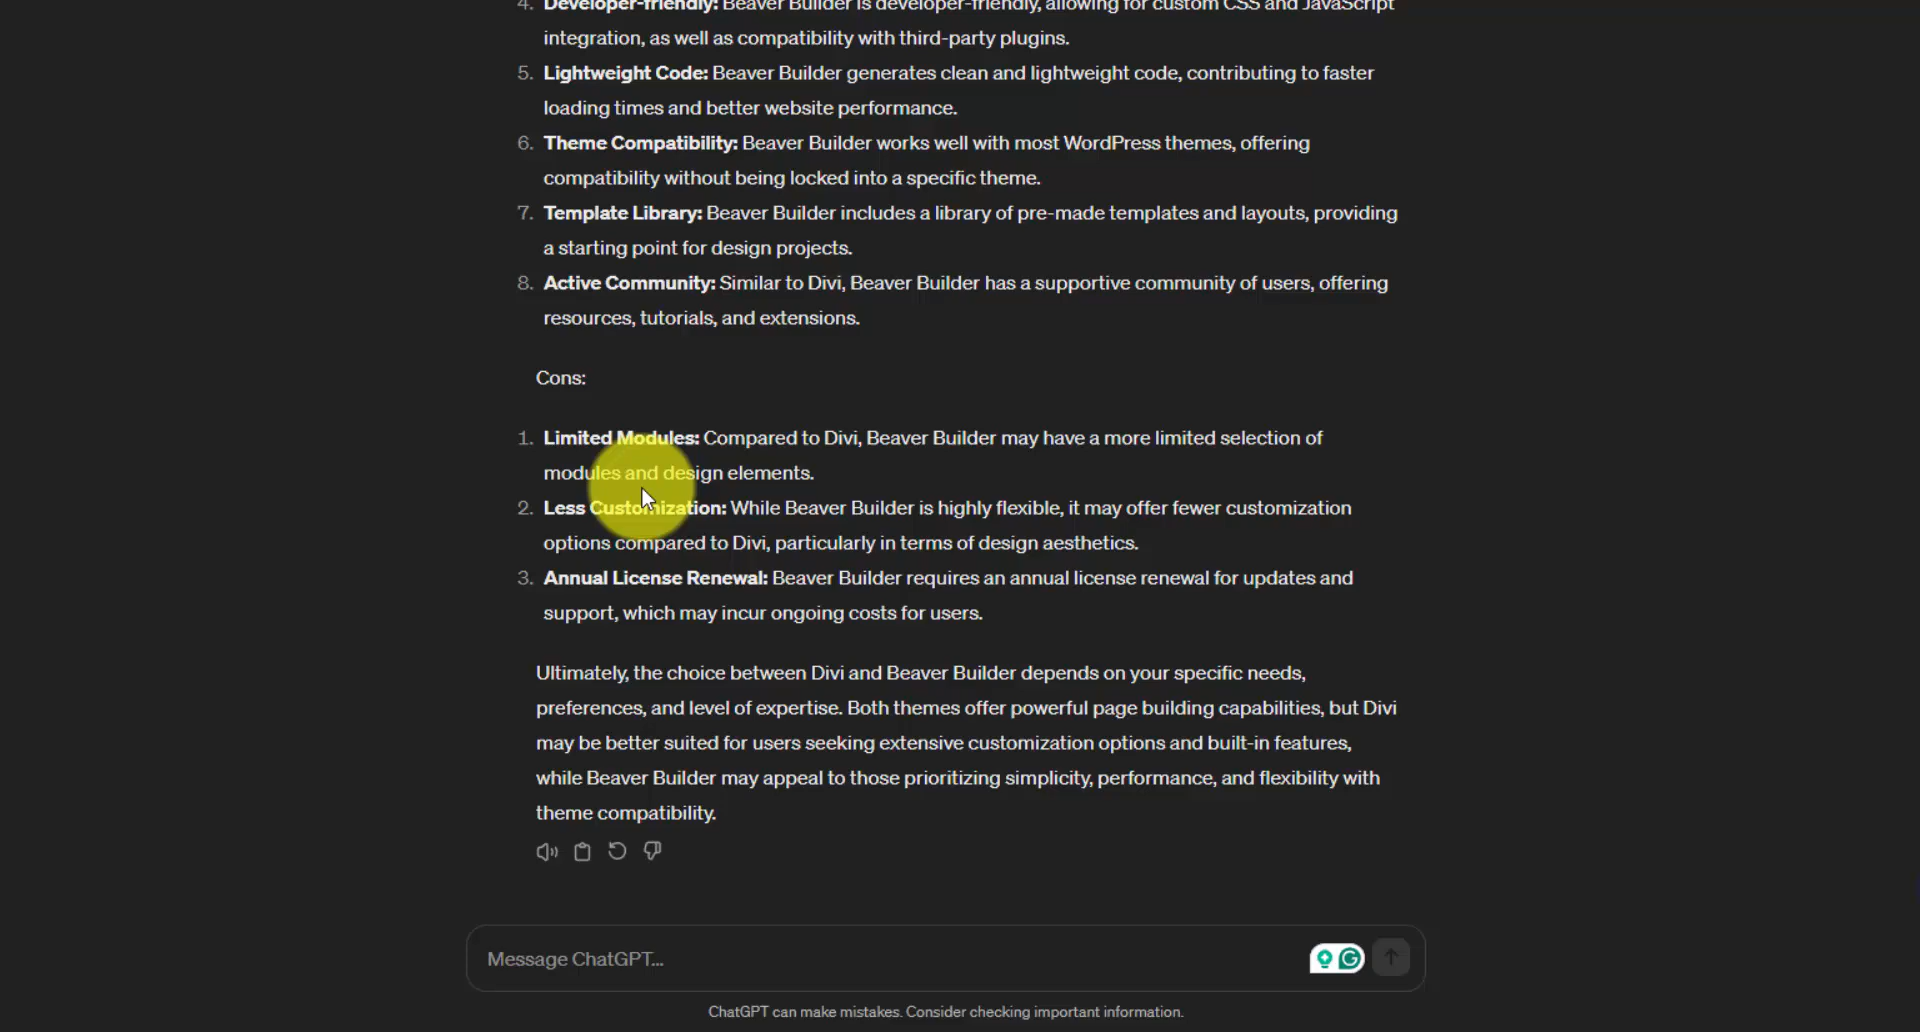 4. Developer-friendly: Beaver Builder is developer-friendly, allowing for custom CSS and JavaScript
integration, as well as compatibility with third-party plugins.
5. Lightweight Code: Beaver Builder generates clean and lightweight code, contributing to faster
loading times and better website performance.
6. Theme Compatibility: Beaver Builder works well with most WordPress themes, offering
compatibility without being locked into a specific theme.
7. Template Library: Beaver Builder includes a library of pre-made templates and layouts, providing
a starting point for design projects.
8. Active Community: Similar to Divi, Beaver Builder has a supportive community of users, offering
resources, tutorials, and extensions.
Cons:
1. Limited Modules: Compared to Divi, Beaver Builder may have a more limited selection of
modules and design elements.
2. Less Customization: While Beaver Builder is highly flexible, it may offer fewer customization
options compared to Divi, particularly in terms of design aesthetics.
3. Annual License Renewal: Beaver Builder requires an annual license renewal for updates and
support, which may incur ongoing costs for users.
Ultimately, the choice between Divi and Beaver Builder depends on your specific needs,
preferences, and level of expertise. Both themes offer powerful page building capabilities, but Divi
may be better suited for users seeking extensive customization options and built-in features,
while Beaver Builder may appeal to those prioritizing simplicity, performance, and flexibility with
theme compatibility.
Message ChatGPT...
ChatGPT can make mistakes. Consider checking important information.